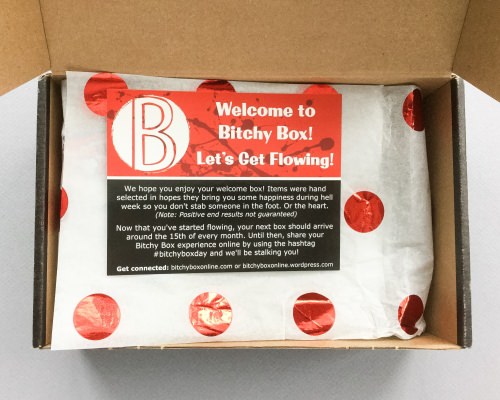 B
Welcome to
Bitchy Box!
Let's Get Flowing!
We hope you enjoy your welcome box! Items were hand
selected in hopes they bring you some happiness during hell
week so you don't stab someone in the foot. Or the heart.
(Note: Positive end results not guaranteed)
Now that you've started flowing, your next box should arrive
around the 15th of every month. Until then, share your
Bitchy Box experience online by using the hashtag
#bitchyboxday and we'll be stalking you!
Get connected: bitchyboxonline.com or bitchyboxonline.wordpress.com